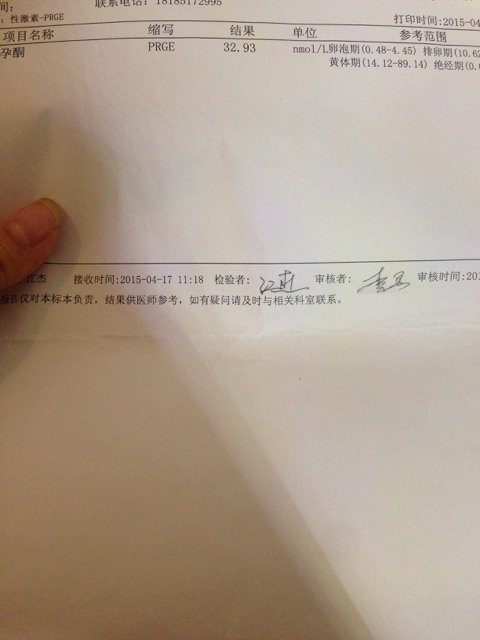 间: 联系电话: 18185172995
: 性激素-PRGE 打印时间:2015-04
项目名称 缩写 结果 单位 参考范围
孕酮 PRGE 32.93 nmol/L 卵泡期(0.48-4.45) 排卵期(10.62
黄体期(14.12-89.14) 绝经期(0.
江杰 接收时间:2015-04-17 11:18 检验者: 审核者: 审核时间:201
报告仅对本标本负责，结果供医师参考，如有疑问请及时与相关科室联系。